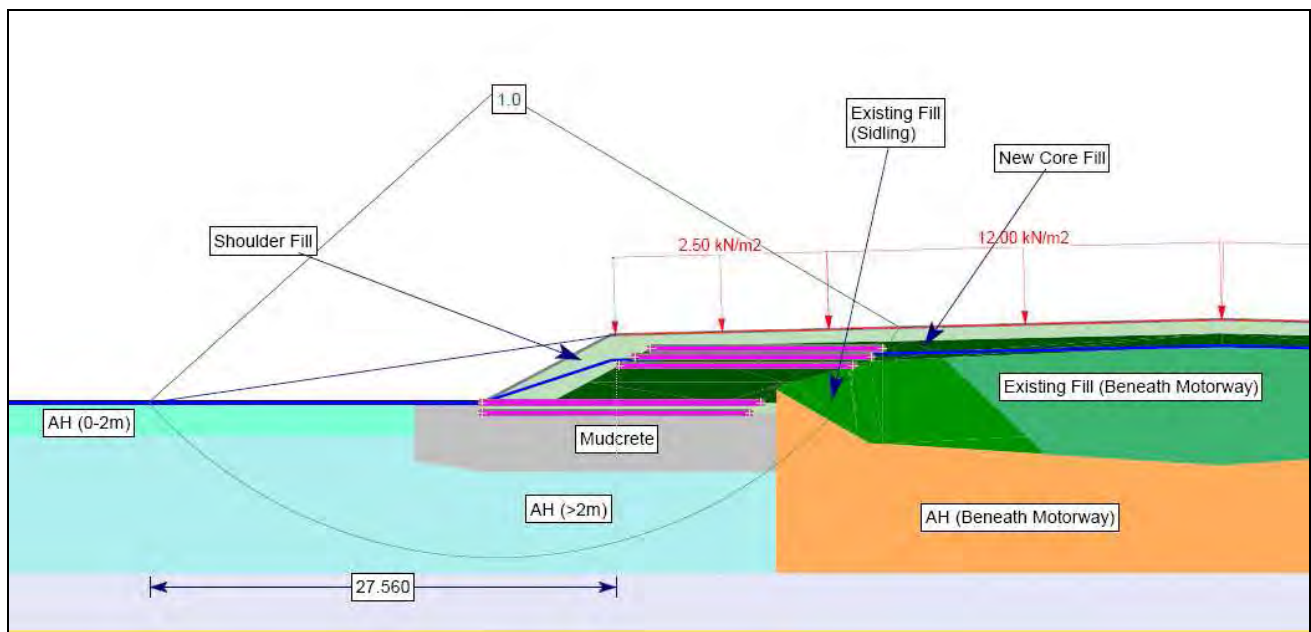 1.0
Existing Fill
(Sidling)
New Core Fill
Shoulder Fill
2.50 kN/m2
12.00 kN/m2
Existing Fill (Beneath Motorway)
AH (0-2m)
Mudcrete
AH (>2m)
AH (Beneath Motorway)
27.560